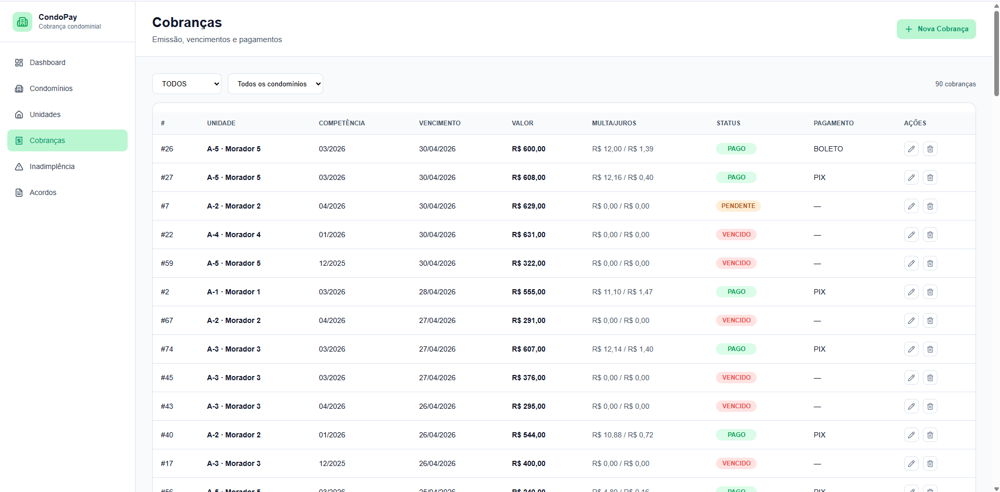 CondoPay
Cobrança condominial
Dashboard
Condomínios
Unidades
Cobranças
Inadimplência
Acordos
Cobranças
Emissão, vencimentos e pagamentos
+ Nova Cobrança
TODOS
Todos os condomínios
90 cobranças
# UNIDADE COMPETÊNCIA VENCIMENTO VALOR MULTA/JUROS STATUS PAGAMENTO AÇÕES
#26 A-5 · Morador 5 03/2026 30/04/2026 R$ 600,00 R$ 12,00 / R$ 1,39 PAGO BOLETO
#27 A-5 · Morador 5 03/2026 30/04/2026 R$ 608,00 R$ 12,16 / R$ 0,40 PAGO PIX
#7 A-2 · Morador 2 04/2026 30/04/2026 R$ 629,00 R$ 0,00 / R$ 0,00 PENDENTE —
#22 A-4 · Morador 4 01/2026 30/04/2026 R$ 631,00 R$ 0,00 / R$ 0,00 VENCIDO —
#59 A-5 · Morador 5 12/2025 30/04/2026 R$ 322,00 R$ 0,00 / R$ 0,00 VENCIDO —
#2 A-1 · Morador 1 03/2026 28/04/2026 R$ 555,00 R$ 11,10 / R$ 1,47 PAGO PIX
#67 A-2 · Morador 2 04/2026 27/04/2026 R$ 291,00 R$ 0,00 / R$ 0,00 VENCIDO —
#74 A-3 · Morador 3 03/2026 27/04/2026 R$ 607,00 R$ 12,14 / R$ 1,40 PAGO PIX
#45 A-3 · Morador 3 03/2026 27/04/2026 R$ 376,00 R$ 0,00 / R$ 0,00 VENCIDO —
#43 A-3 · Morador 3 04/2026 26/04/2026 R$ 295,00 R$ 0,00 / R$ 0,00 VENCIDO —
#40 A-2 · Morador 2 01/2026 26/04/2026 R$ 544,00 R$ 10,88 / R$ 0,72 PAGO PIX
#17 A-3 · Morador 3 12/2025 26/04/2026 R$ 400,00 R$ 0,00 / R$ 0,00 VENCIDO —
#56 A-5 · Morador 5 03/2026 25/04/2026 R$ 240,00 R$ 4,80 / R$ 0,16 PAGO PIX